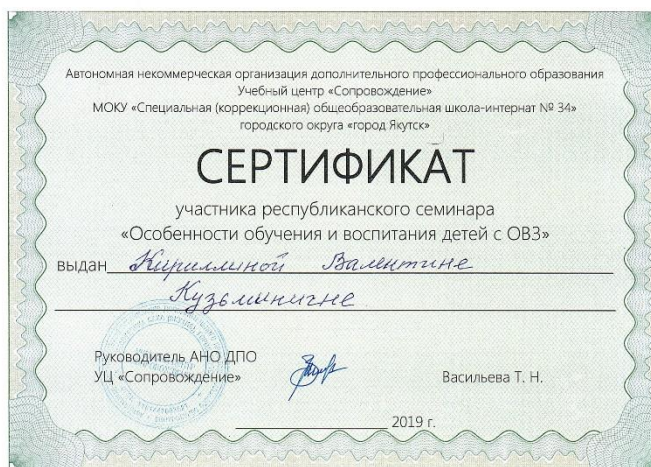 Автономная некоммерческая организация дополнительного профессионального образования
Учебный центр «Сопровождение»
МОКУ «Специальная (коррекционная) общеобразовательная школа-интернат № 34»
городского округа «город Якутск»
СЕРТИФИКАТ
участника республиканского семинара
«Особенности обучения и воспитания детей с ОВЗ»
выдан Кириллиной Валентине
Кузьминичне
Руководитель АНО ДПО
УЦ «Сопровождение»
Васильева Т. Н.
2019 г.